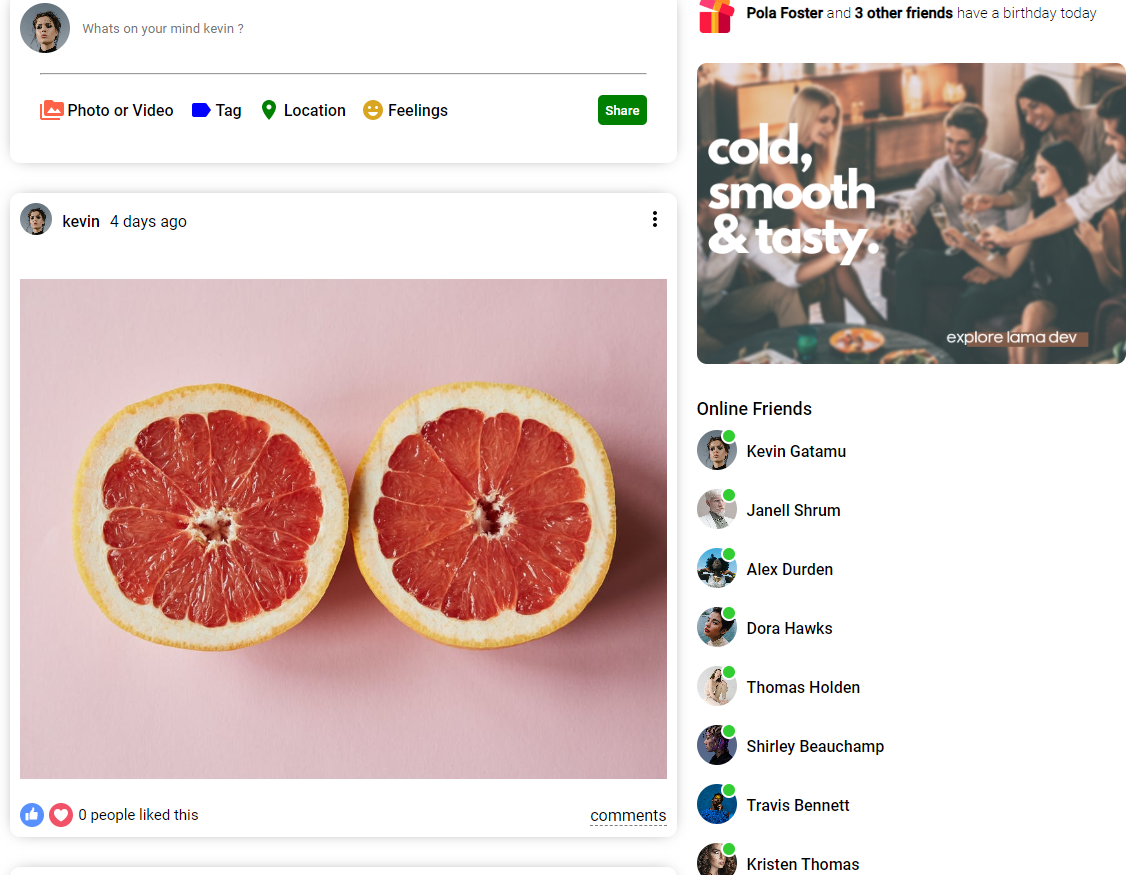 Whats on your mind kevin ?
Photo or Video
Tag
Location
Feelings
Share
kevin 4 days ago
0 people liked this
comments
Pola Foster and 3 other friends have a birthday today
cold,
smooth
& tasty.
explore lama dev
Online Friends
Kevin Gatamu
Janell Shrum
Alex Durden
Dora Hawks
Thomas Holden
Shirley Beauchamp
Travis Bennett
Kristen Thomas